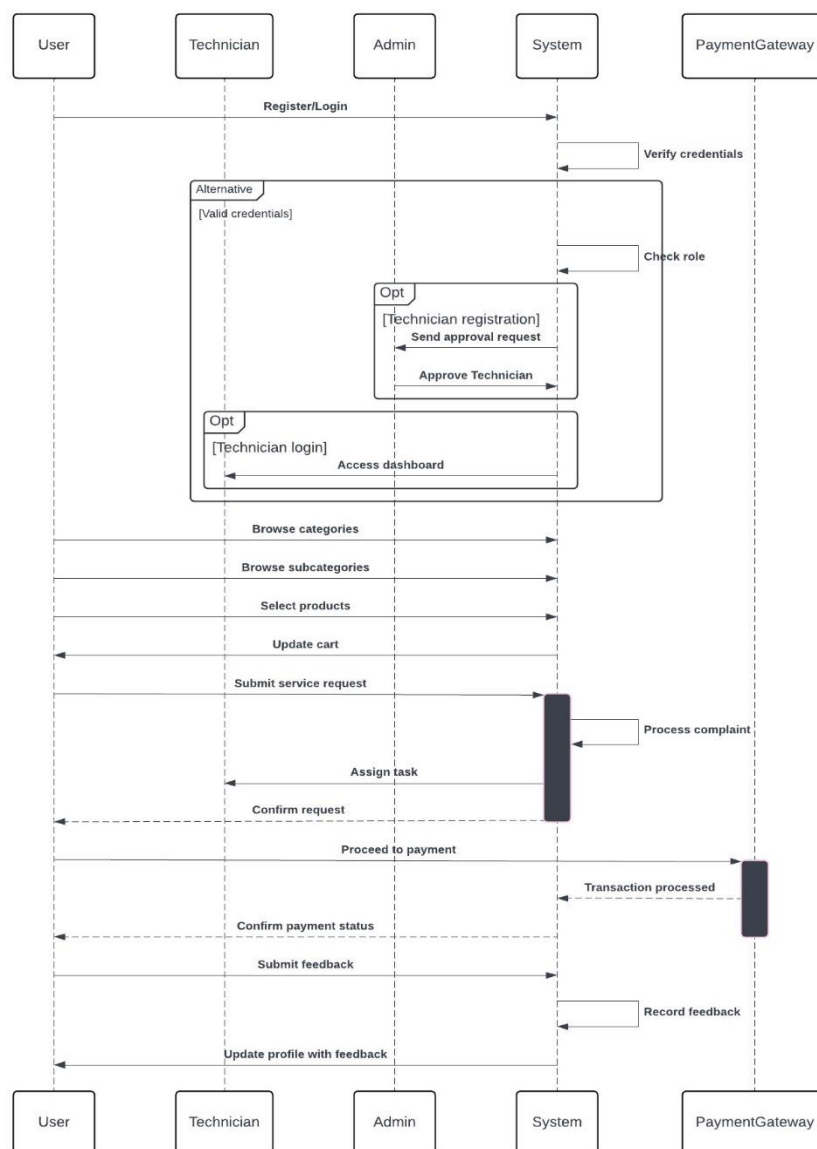 User Technician Admin System PaymentGateway
Register/Login
Verify credentials
Alternative
[Valid credentials]
Check role
Opt
[Technician registration]
Send approval request
Approve Technician
Opt
[Technician login]
Access dashboard
Browse categories
Browse subcategories
Select products
Update cart
Submit service request
Process complaint
Assign task
Confirm request
Proceed to payment
Transaction processed
Confirm payment status
Submit feedback
Record feedback
Update profile with feedback
User Technician Admin System PaymentGateway